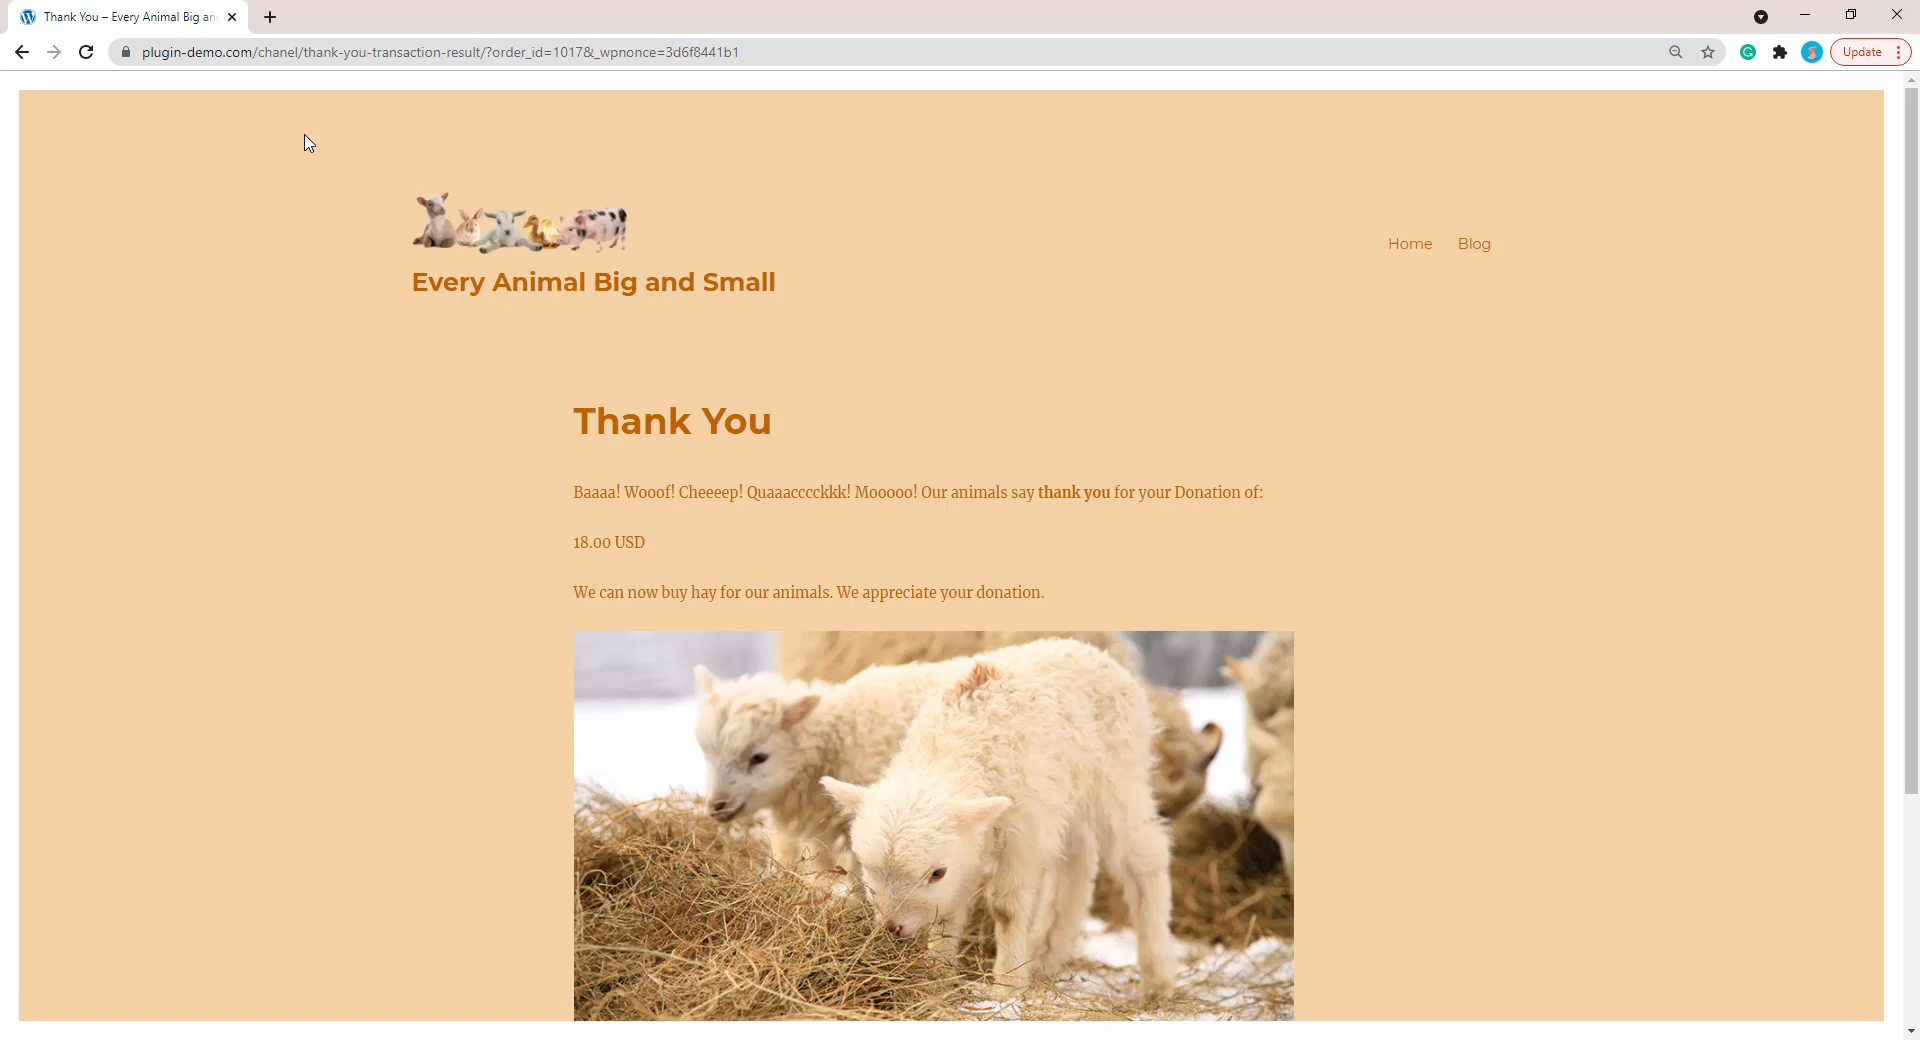 Thank You – Every Animal Big an
plugin-demo.com/chanel/thank-you-transaction-result/?order_id=1017&_wpnonce=3d6f8441b1
Update
Home
Blog
Every Animal Big and Small
Thank You
Baaaa! Wooof! Cheeeep! Quaaacccckkk! Mooooo! Our animals say thank you for your Donation of:
18.00 USD
We can now buy hay for our animals. We appreciate your donation.